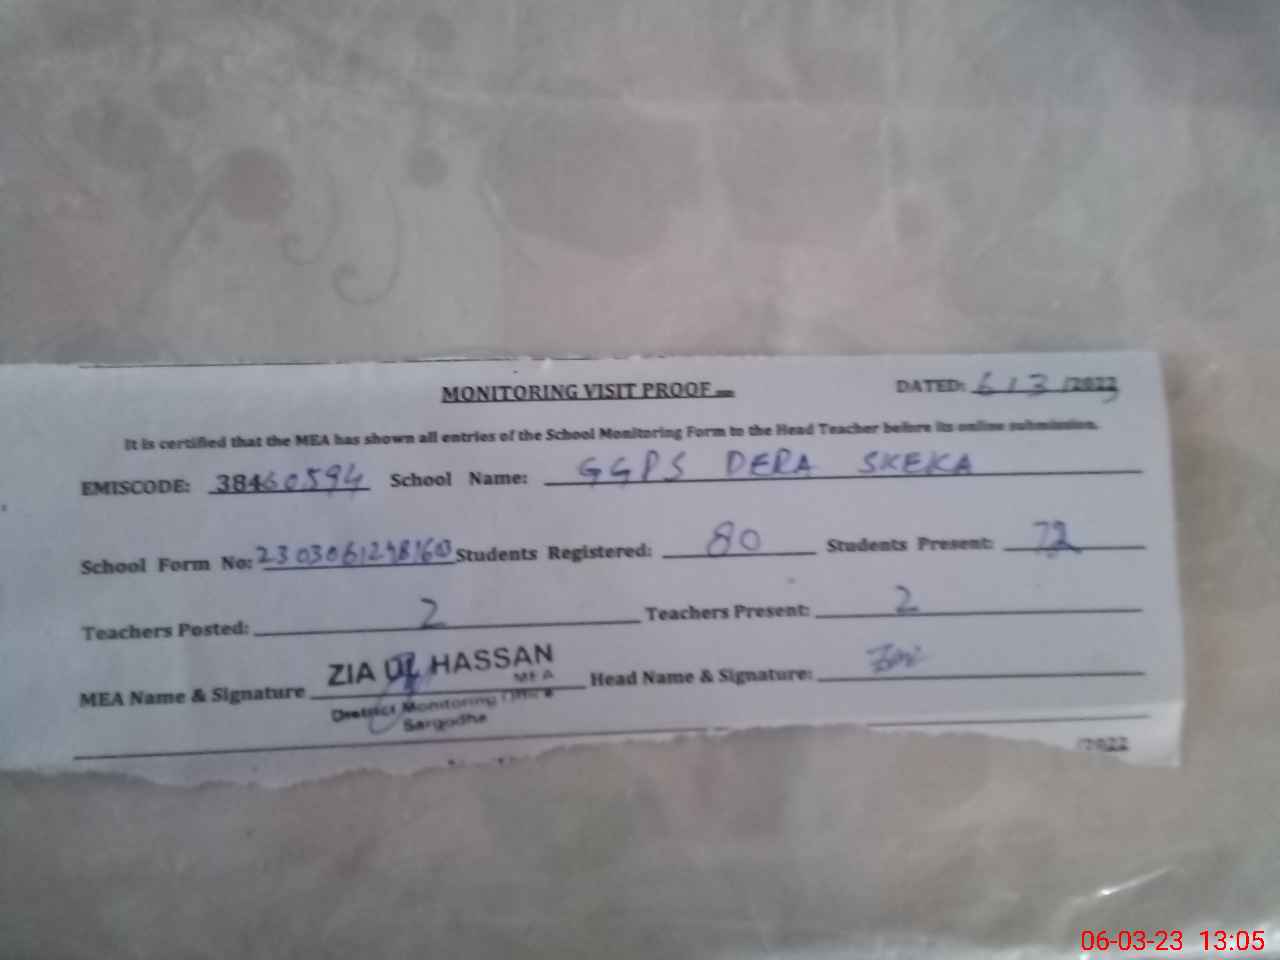 MONITORING VISIT PROOF
DATED: 6/3/2023
It is certified that the MEA has shown all entries of the School Monitoring Form to the Head Teacher before its online submission.
EMISCODE: 38460594 School Name: GGPS DERA SKEKA
School Form No: Students Registered: 80 Students Present: 72
Teachers Posted: 2 Teachers Present: 2
MEA Name & Signature ZIA UL HASSAN Head Name & Signature:
MEA
District Monitoring Office
Sargodha
/2022
06-03-23 13:05